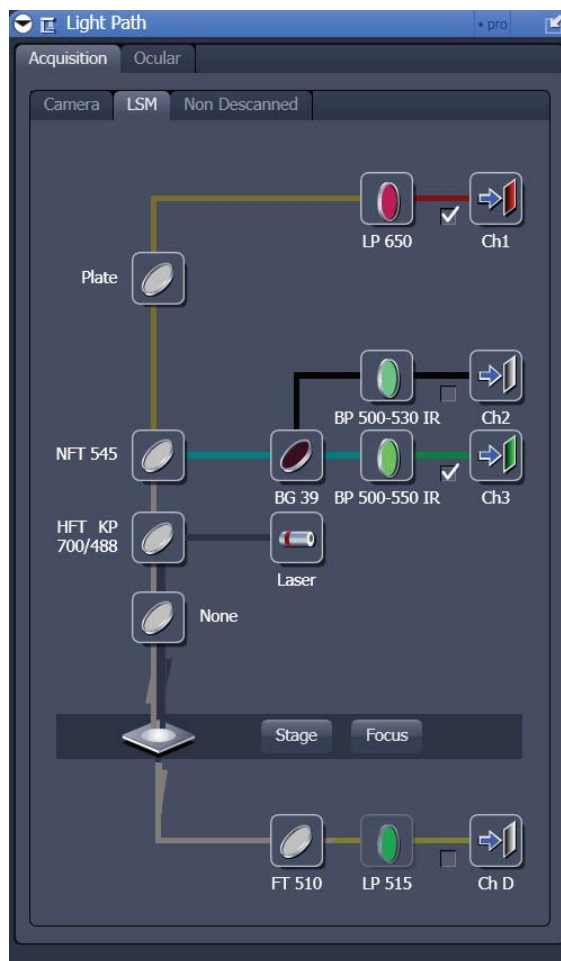 Light Path
• pro
Acquisition Ocular
Camera LSM Non Descanned
LP 650 Ch1
Plate
BP 500-530 IR Ch2
NFT 545
BG 39 BP 500-550 IR Ch3
HFT KP
700/488
Laser
None
Stage Focus
FT 510 LP 515 Ch D